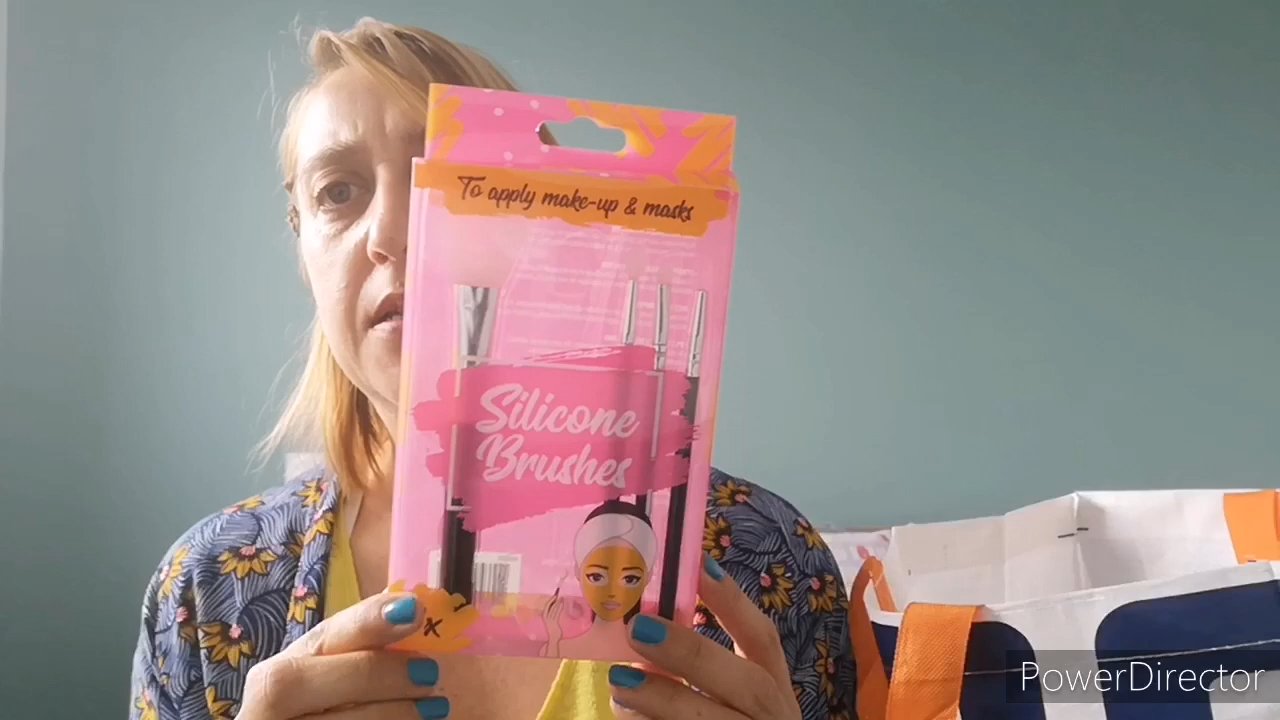 To apply make-up & masks
Silicone
Brushes
x
PowerDirector